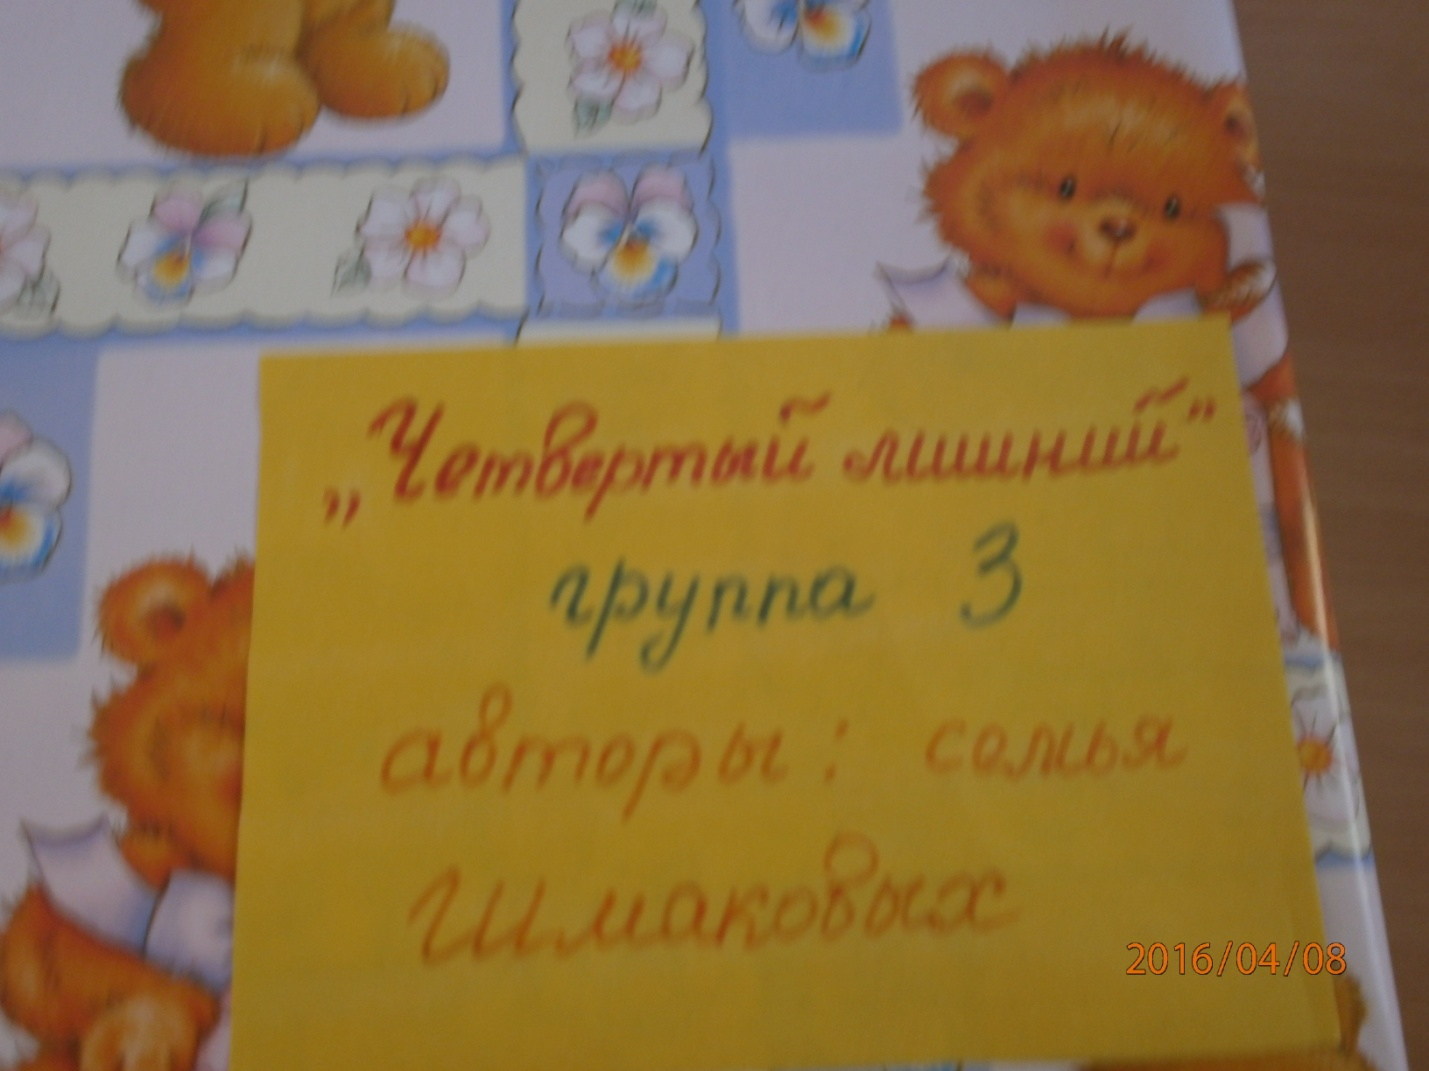 „Четвертый лишний"
группа 3
авторы: семья
Шмаковых
2016/04/08